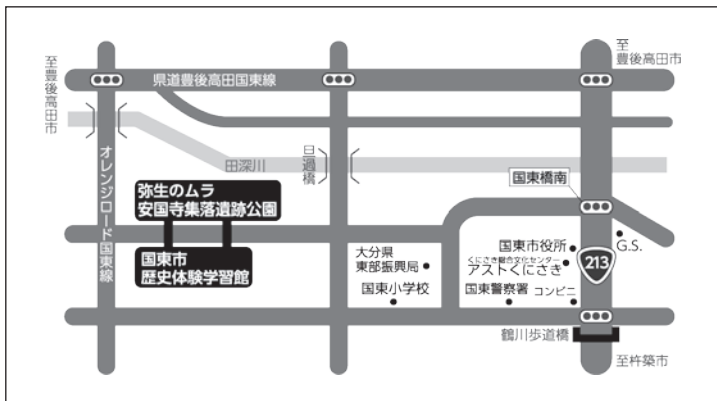 至
豊後高田市
至豊後高田市
県道豊後高田国東線
オレンジロード国東線
田深川
日過橋
国東橋南
弥生のムラ
安国寺集落遺跡公園
国東市
歴史体験学習館
大分県
東部振興局
国東小学校
国東市役所
くにさき総合文化センター
アストくにさき
国東警察署
コンビニ
G.S.
213
鶴川歩道橋
至杵築市